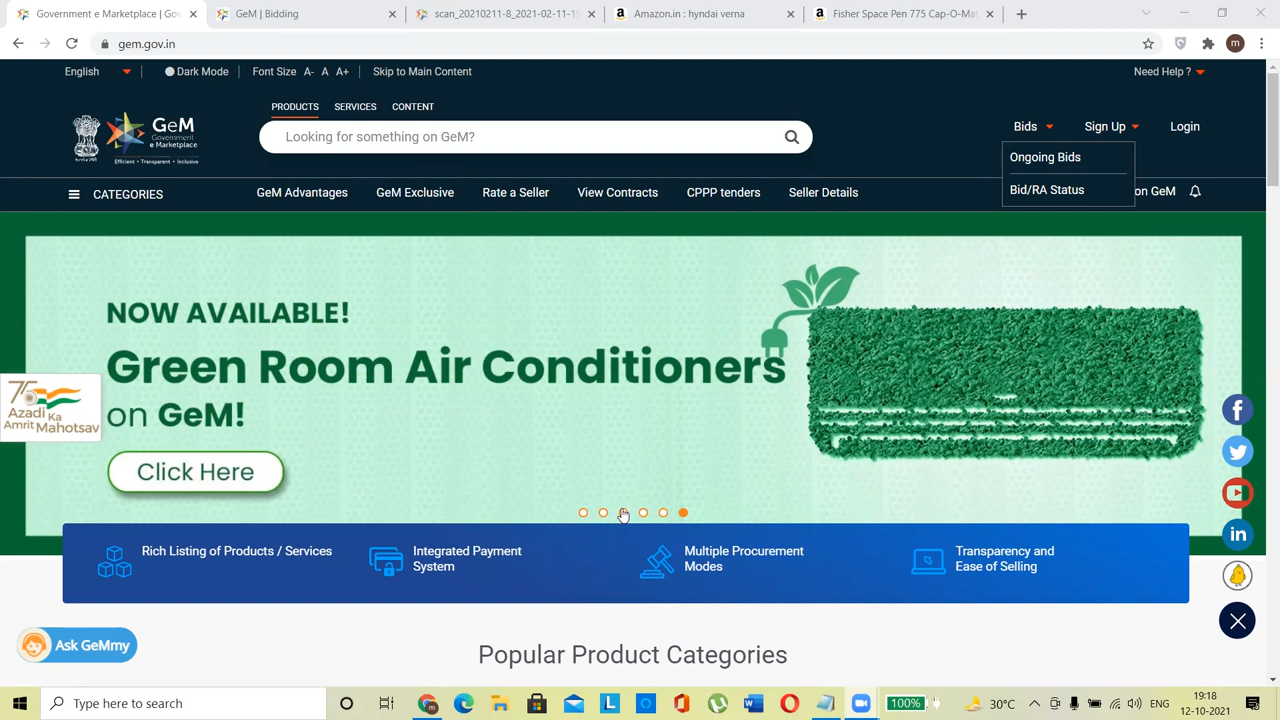 Government e Marketplace | Gov
GeM | Bidding
scan_20210211-8_2021-02-11-15
Amazon.in : hyndai verna
Fisher Space Pen 775 Cap-O-Mat
gem.gov.in
m
English
Dark Mode
Font Size A- A A+
Skip to Main Content
Need Help ?
PRODUCTS SERVICES CONTENT
GeM
Government
e Marketplace
Efficient • Transparent • Inclusive
Looking for something on GeM?
Bids
Sign Up
Login
Ongoing Bids
Bid/RA Status
CATEGORIES
GeM Advantages
GeM Exclusive
Rate a Seller
View Contracts
CPPP tenders
Seller Details
on GeM
NOW AVAILABLE!
Green Room Air Conditioners
on GeM!
Click Here
75
Azadi Ka
Amrit Mahotsav
Rich Listing of Products / Services
Integrated Payment
System
Multiple Procurement
Modes
Transparency and
Ease of Selling
Ask GeMmy
Popular Product Categories
Type here to search
100%
30°C
ENG
19:18
12-10-2021